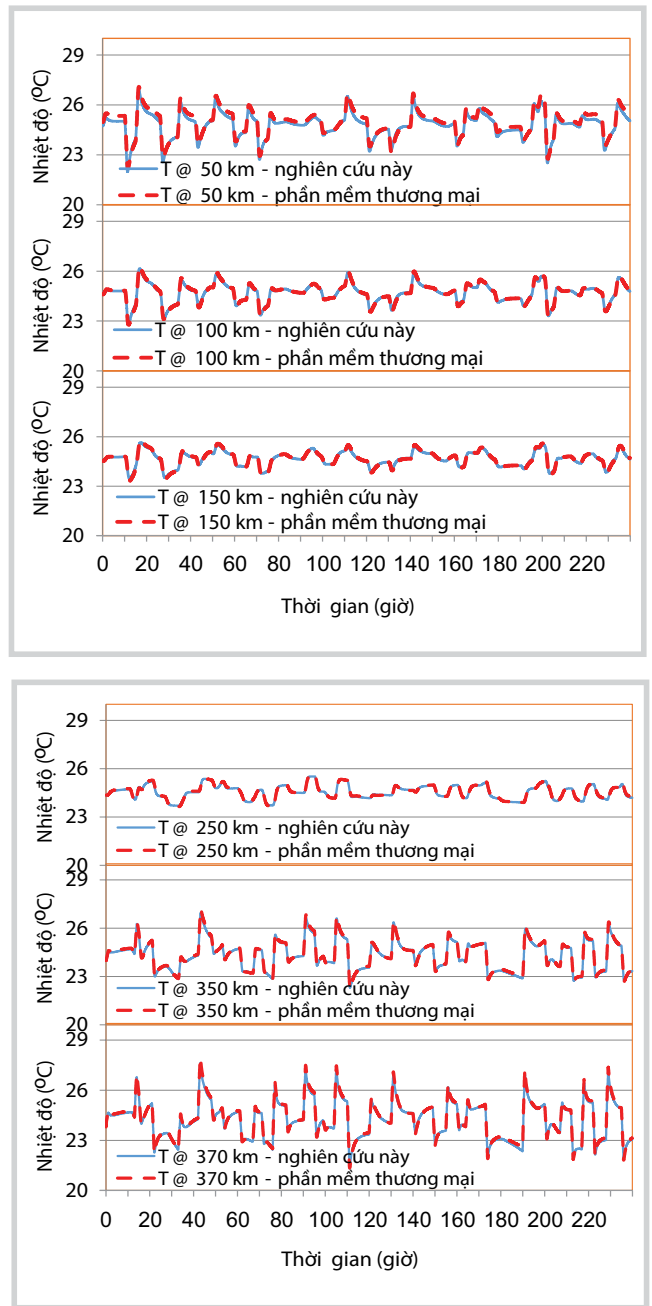 29
26
23
20
Nhiệt độ (ºC)
T @ 50 km - nghiên cứu này
T @ 50 km - phần mềm thương mại
29
26
23
20
Nhiệt độ (ºC)
T @ 100 km - nghiên cứu này
T @ 100 km - phần mềm thương mại
29
26
23
20
Nhiệt độ (ºC)
T @ 150 km - nghiên cứu này
T @ 150 km - phần mềm thương mại
0 20 40 60 80 100 120 140 160 180 200 220
Thời gian (giờ)
29
26
23
20
Nhiệt độ (ºC)
T @ 250 km - nghiên cứu này
T @ 250 km - phần mềm thương mại
29
26
23
20
Nhiệt độ (ºC)
T @ 350 km - nghiên cứu này
T @ 350 km - phần mềm thương mại
29
26
23
20
Nhiệt độ (ºC)
T @ 370 km - nghiên cứu này
T @ 370 km - phần mềm thương mại
0 20 40 60 80 100 120 140 160 180 200 220
Thời gian (giờ)